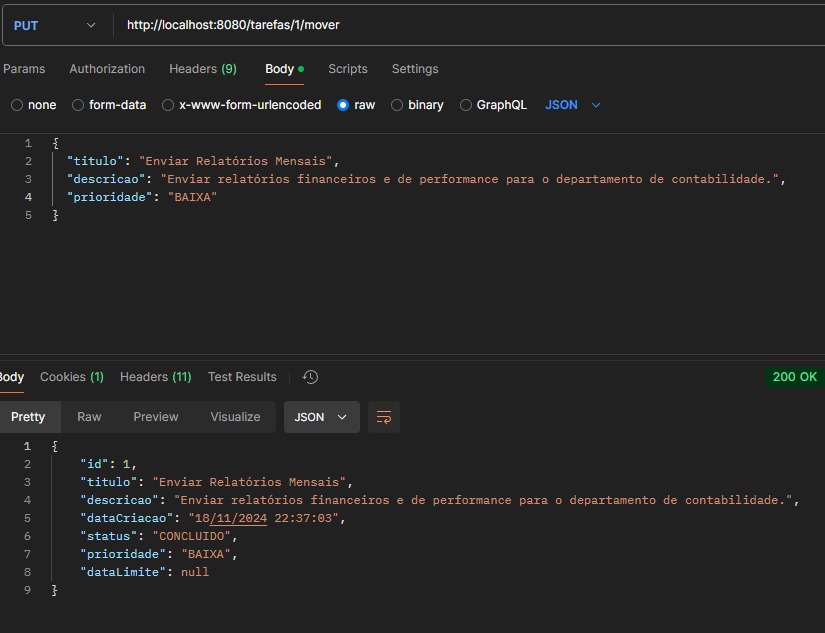 PUT http://localhost:8080/tarefas/1/mover
Params Authorization Headers (9) Body Scripts Settings
none form-data x-www-form-urlencoded raw binary GraphQL JSON
1 {
2 "titulo": "Enviar Relatórios Mensais",
3 "descricao": "Enviar relatórios financeiros e de performance para o departamento de contabilidade.",
4 "prioridade": "BAIXA"
5 }
Body Cookies (1) Headers (11) Test Results 200 OK
Pretty Raw Preview Visualize JSON
1 {
2 "id": 1,
3 "titulo": "Enviar Relatórios Mensais",
4 "descricao": "Enviar relatórios financeiros e de performance para o departamento de contabilidade.",
5 "dataCriacao": "18/11/2024 22:37:03",
6 "status": "CONCLUIDO",
7 "prioridade": "BAIXA",
8 "dataLimite": null
9 }